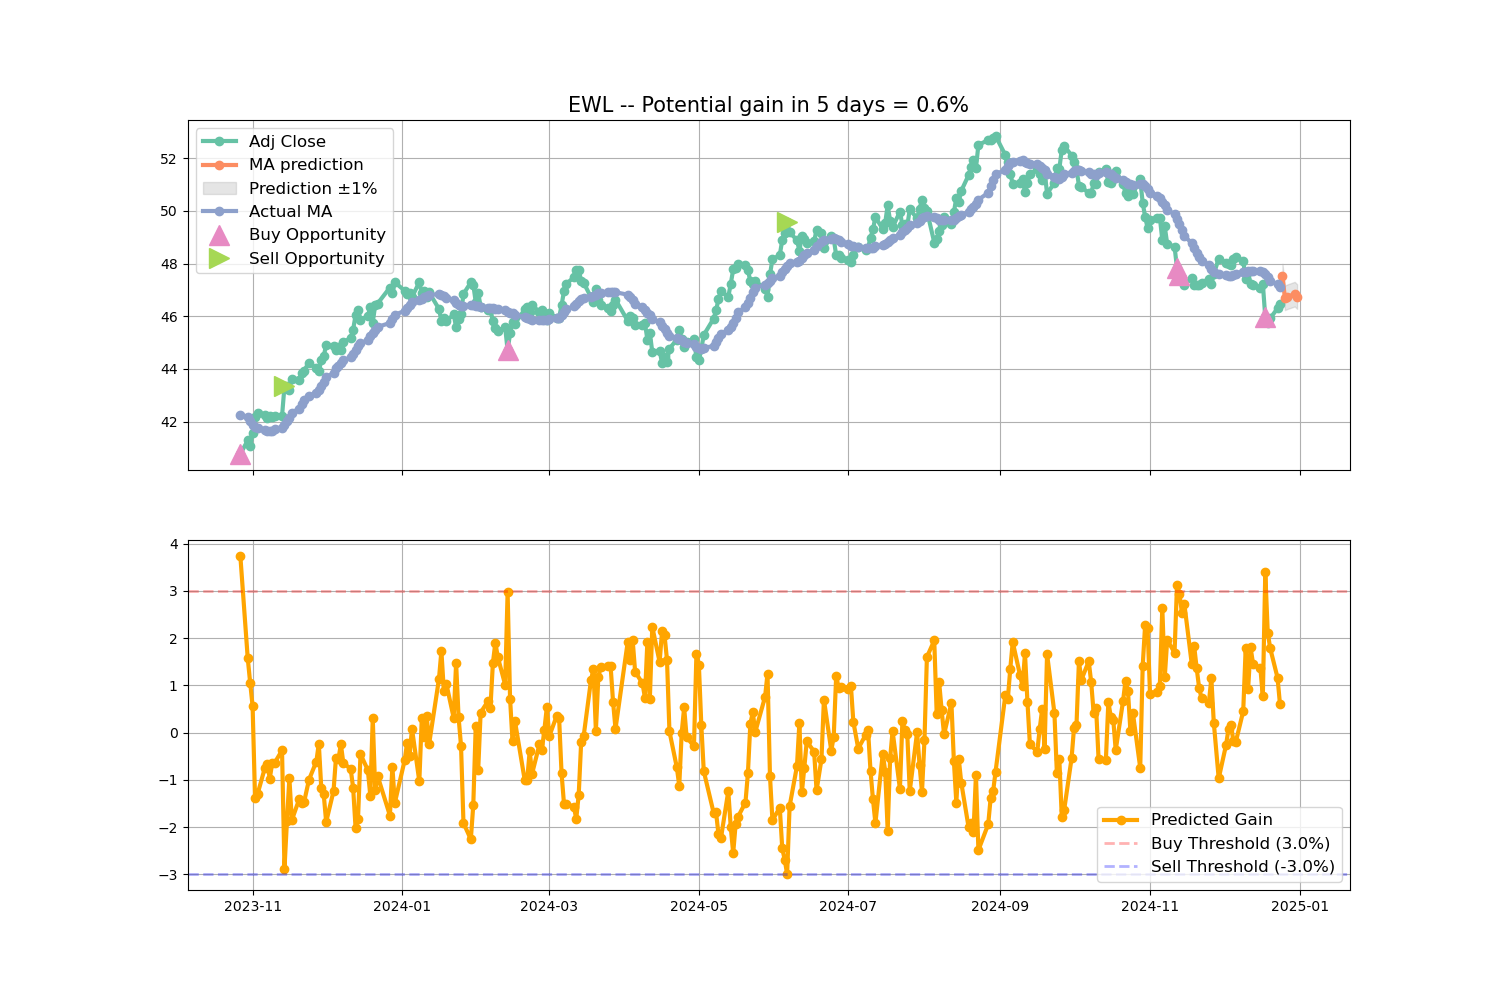 EWL -- Potential gain in 5 days = 0.6%
Adj Close
MA prediction
Prediction ±1%
Actual MA
Buy Opportunity
Sell Opportunity
52
50
48
46
44
42
4
3
2
1
0
−1
−2
−3
Predicted Gain
Buy Threshold (3.0%)
Sell Threshold (-3.0%)
2023-11
2024-01
2024-03
2024-05
2024-07
2024-09
2024-11
2025-01